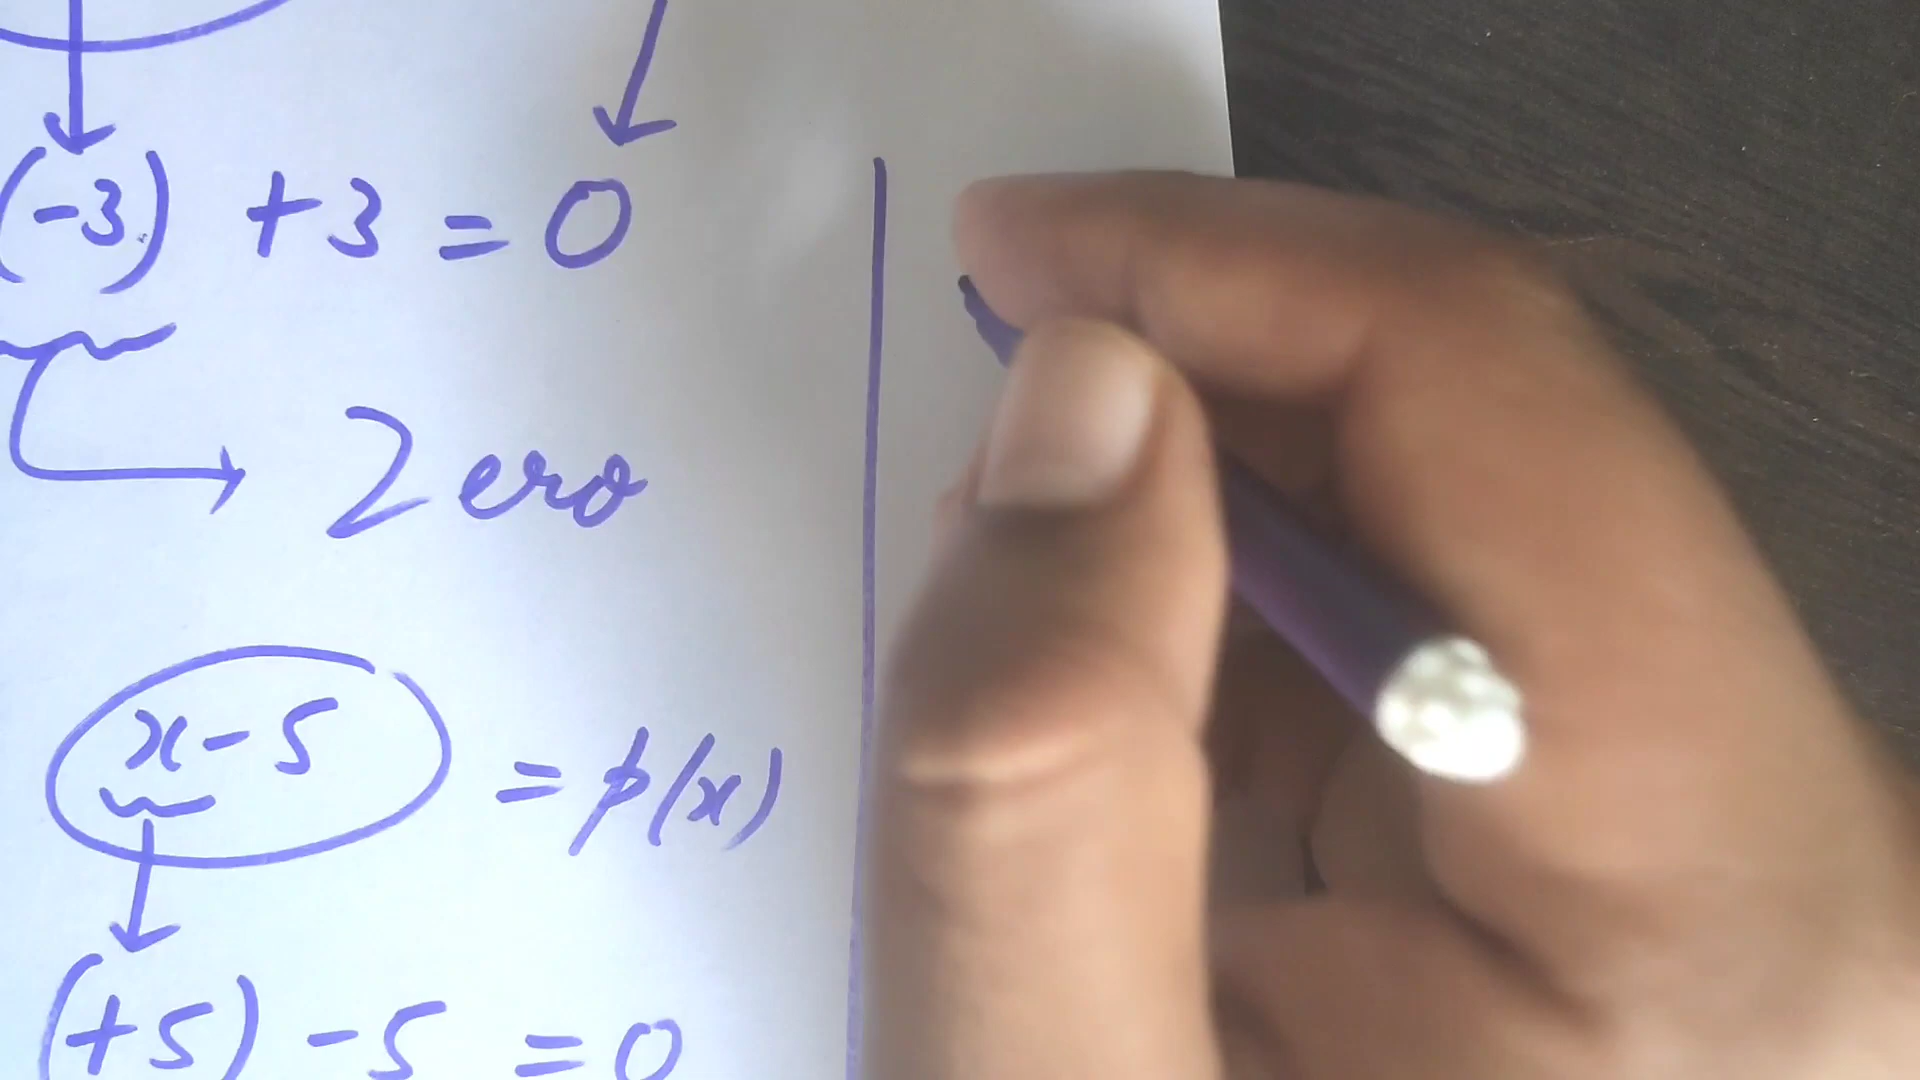 (-3) +3 = 0
Zero
x-5 = p(x)
(+5) -5 = 0